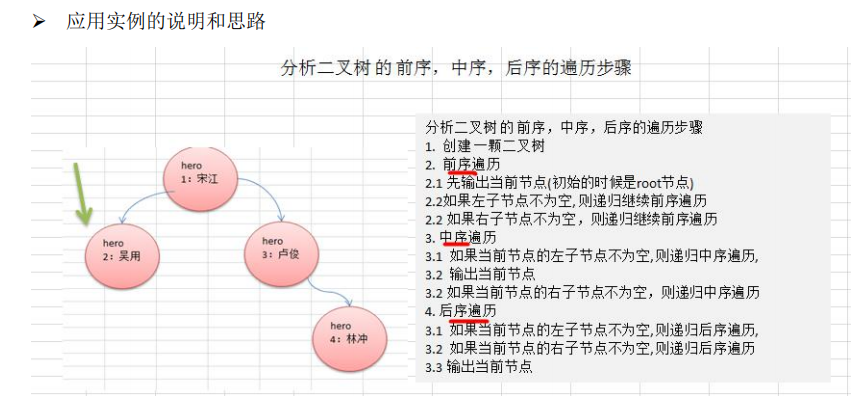 ➢ 应用实例的说明和思路
分析二叉树 的 前序，中序，后序的遍历步骤
hero
1：宋江
hero
2：吴用
hero
3：卢俊
hero
4：林冲
分析二叉树 的 前序，中序，后序的遍历步骤
1. 创建一颗二叉树
2. 前序遍历
2.1 先输出当前节点(初始的时候是root节点)
2.2如果左子节点不为空,则递归继续前序遍历
2.2 如果右子节点不为空，则递归继续前序遍历
3. 中序遍历
3.1 如果当前节点的左子节点不为空,则递归中序遍历,
3.2 输出当前节点
3.2 如果当前节点的右子节点不为空，则递归中序遍历
4. 后序遍历
3.1 如果当前节点的左子节点不为空,则递归后序遍历,
3.2 如果当前节点的右子节点不为空,则递归后序遍历
3.3 输出当前节点